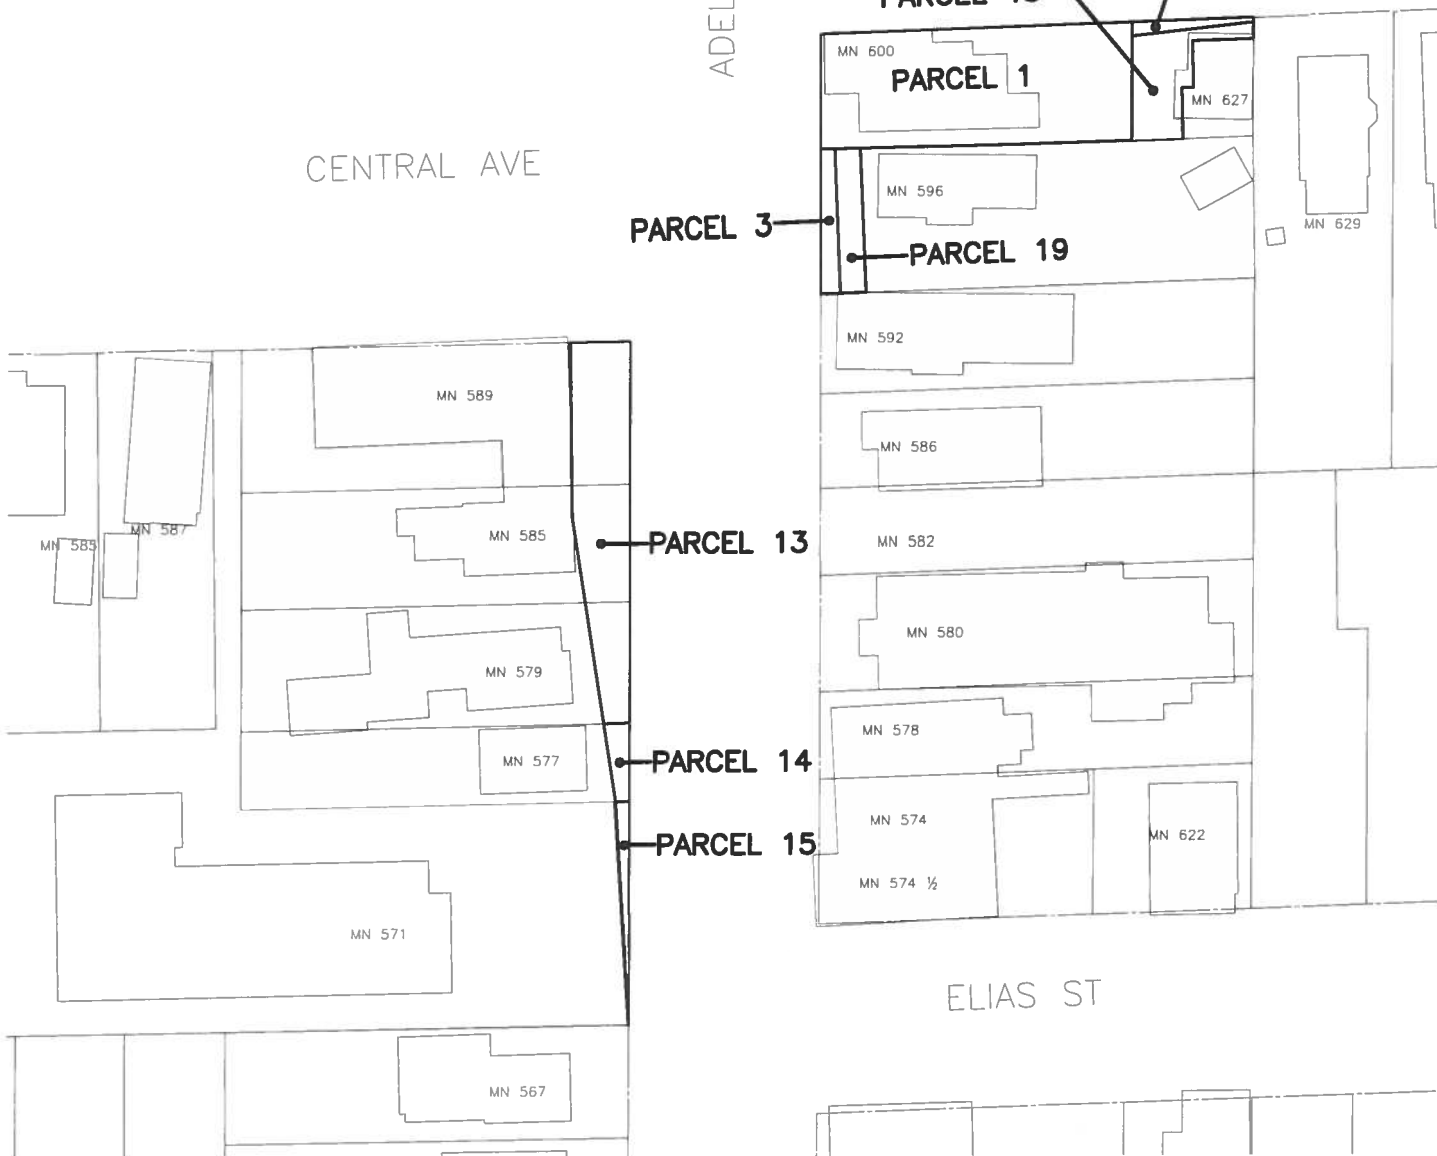 ADEL
PARCEL
MN 600
PARCEL 1
MN 627
CENTRAL AVE
MN 596
PARCEL 3
PARCEL 19
MN 629
MN 592
MN 589
MN 586
MN 585
MN 587
MN 585
PARCEL 13
MN 582
MN 580
MN 579
MN 578
MN 577
PARCEL 14
MN 574
MN 622
PARCEL 15
MN 574 ½
MN 571
ELIAS ST
MN 567